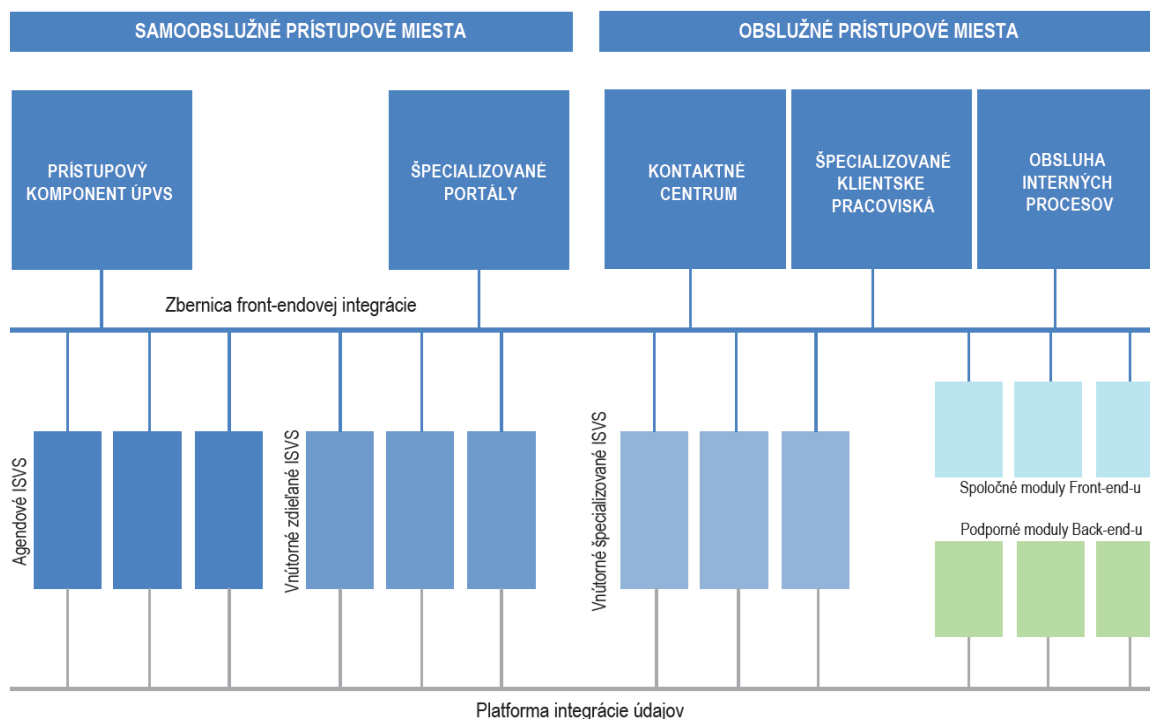 SAMOOBSLUŽNÉ PRÍSTUPOVÉ MIESTA
OBSLUŽNÉ PRÍSTUPOVÉ MIESTA
PRÍSTUPOVÝ
KOMPONENT ÚPVS
ŠPECIALIZOVANÉ
PORTÁLY
KONTAKTNÉ
CENTRUM
ŠPECIALIZOVANÉ
KLIENTSKE
PRACOVISKÁ
OBSLUHA
INTERNÝCH
PROCESOV
Zbernica front-endovej integrácie
Agendové ISVS
Vnútorné zdieľané ISVS
Vnútorné špecializované ISVS
Spoločné moduly Front-end-u
Podporné moduly Back-end-u
Platforma integrácie údajov